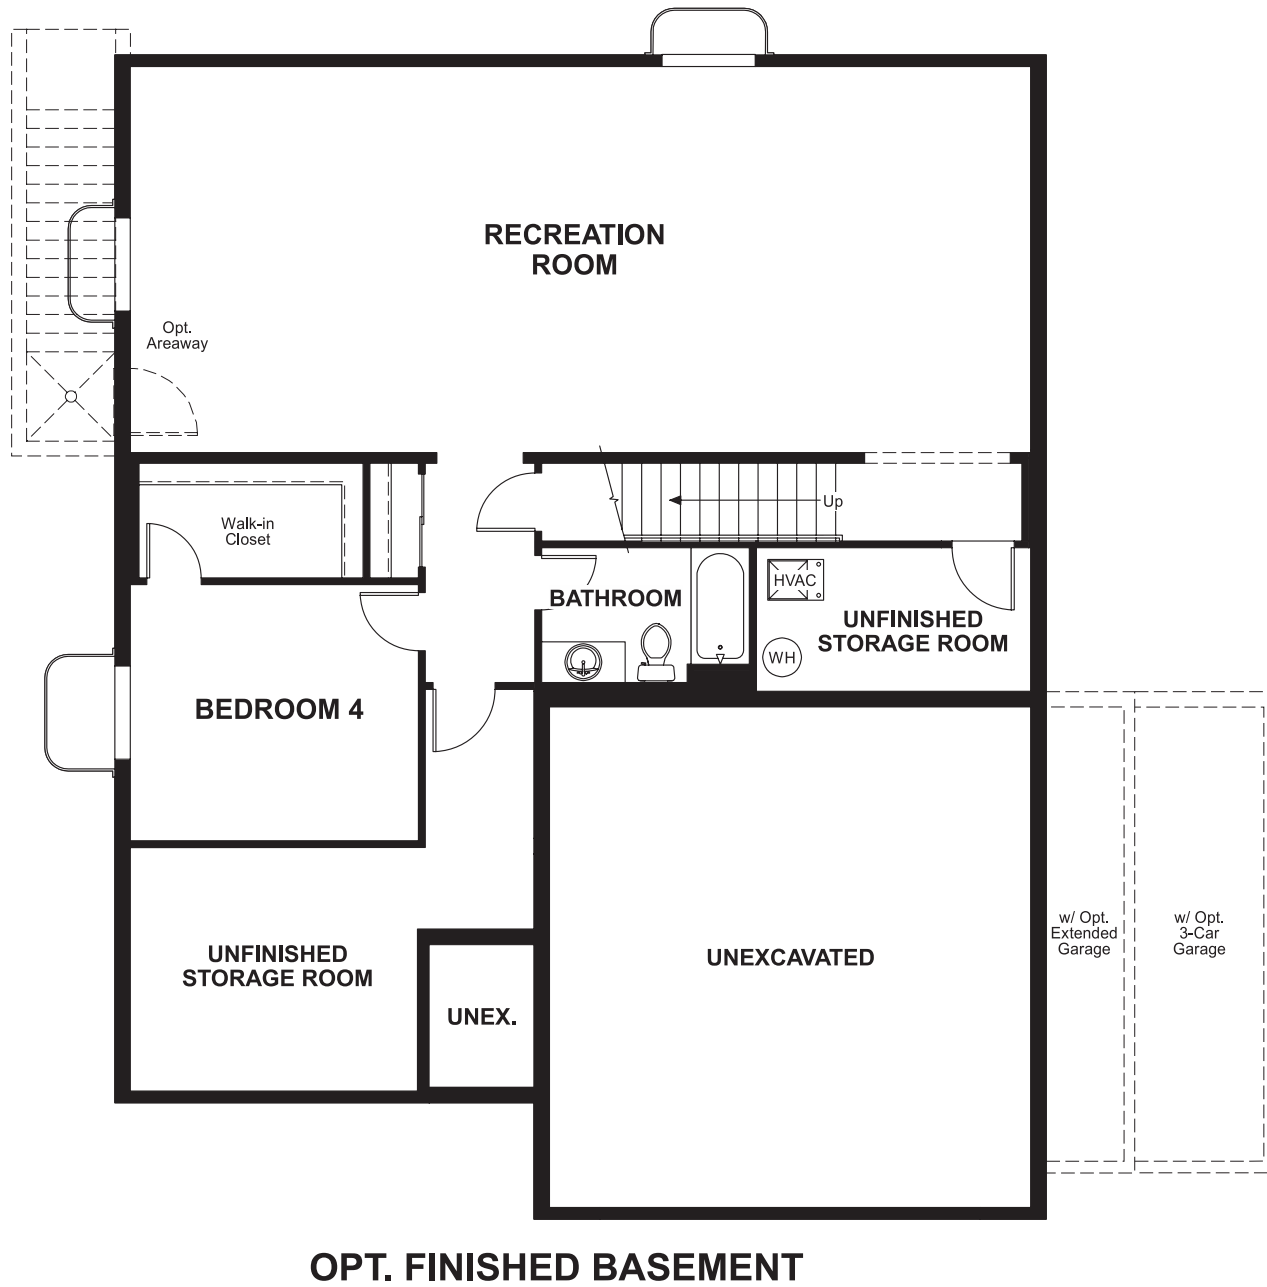 RECREATION
ROOM
Opt.
Areaway
Walk-in
Closet
Up
BATHROOM
HVAC
UNFINISHED
STORAGE ROOM
WH
BEDROOM 4
UNFINISHED
STORAGE ROOM
UNEX.
UNEXCAVATED
w/ Opt.
Extended
Garage
w/ Opt.
3-Car
Garage
OPT. FINISHED BASEMENT